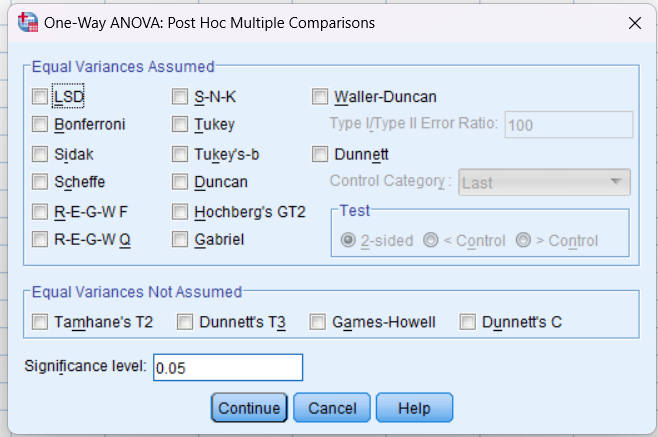 One-Way ANOVA: Post Hoc Multiple Comparisons
Equal Variances Assumed
LSD S-N-K Waller-Duncan
Bonferroni Tukey Type I/Type II Error Ratio: 100
Sidak Tukey's-b Dunnett
Scheffe Duncan Control Category: Last
R-E-G-W F Hochberg's GT2 Test
R-E-G-W Q Gabriel 2-sided < Control > Control
Equal Variances Not Assumed
Tamhane's T2 Dunnett's T3 Games-Howell Dunnett's C
Significance level: 0.05
Continue Cancel Help